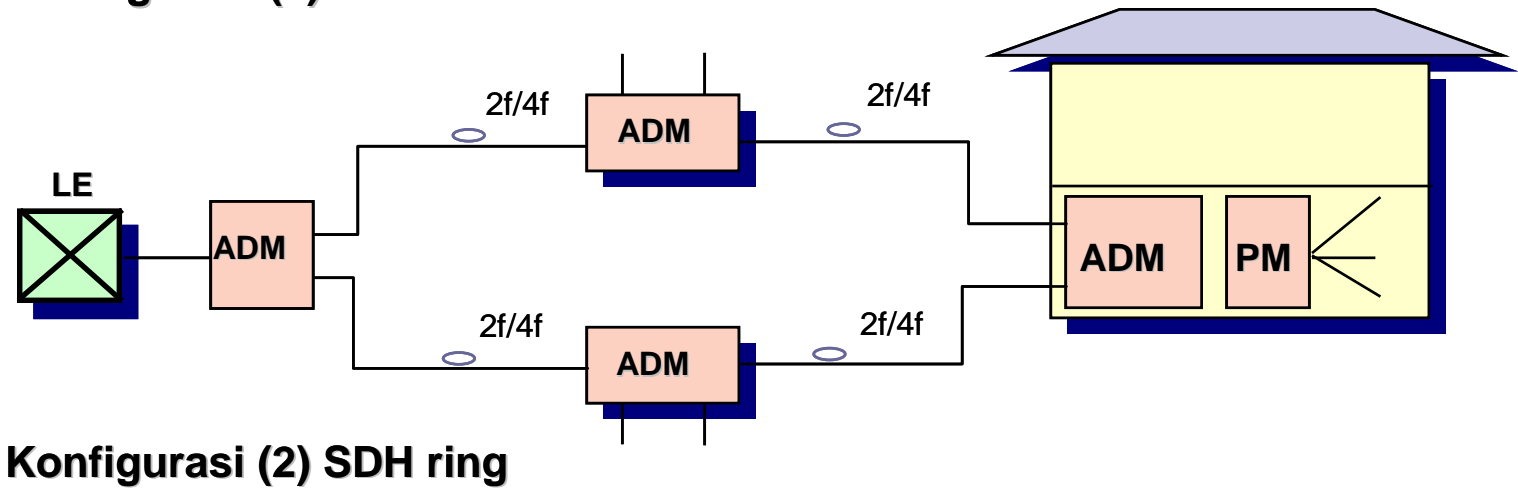 2f/4f
2f/4f
ADM
LE
ADM
ADM
PM
2f/4f
2f/4f
ADM
Konfigurasi (2) SDH ring